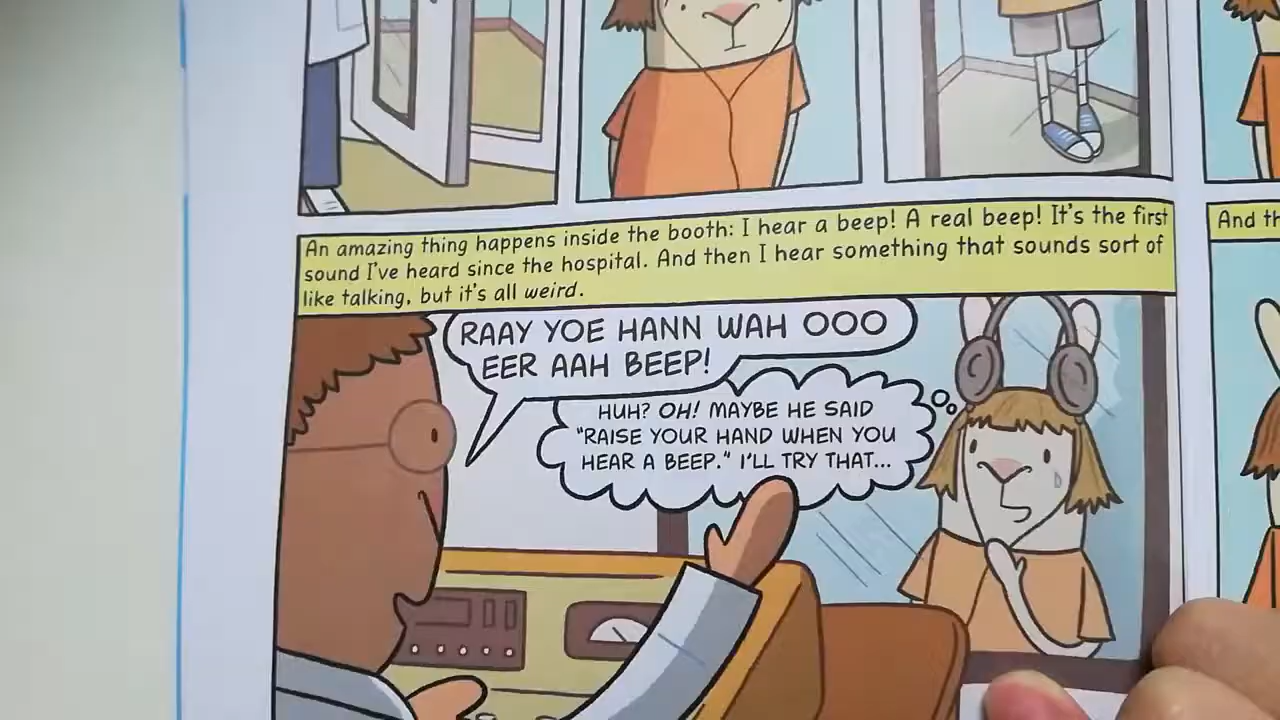 An amazing thing happens inside the booth: I hear a beep! A real beep! It's the first
sound I've heard since the hospital. And then I hear something that sounds sort of
like talking, but it's all weird.
And th
RAAY YOE HANN WAH OOO
EER AAH BEEP!
HUH? OH! MAYBE HE SAID
"RAISE YOUR HAND WHEN YOU
HEAR A BEEP." I'LL TRY THAT...